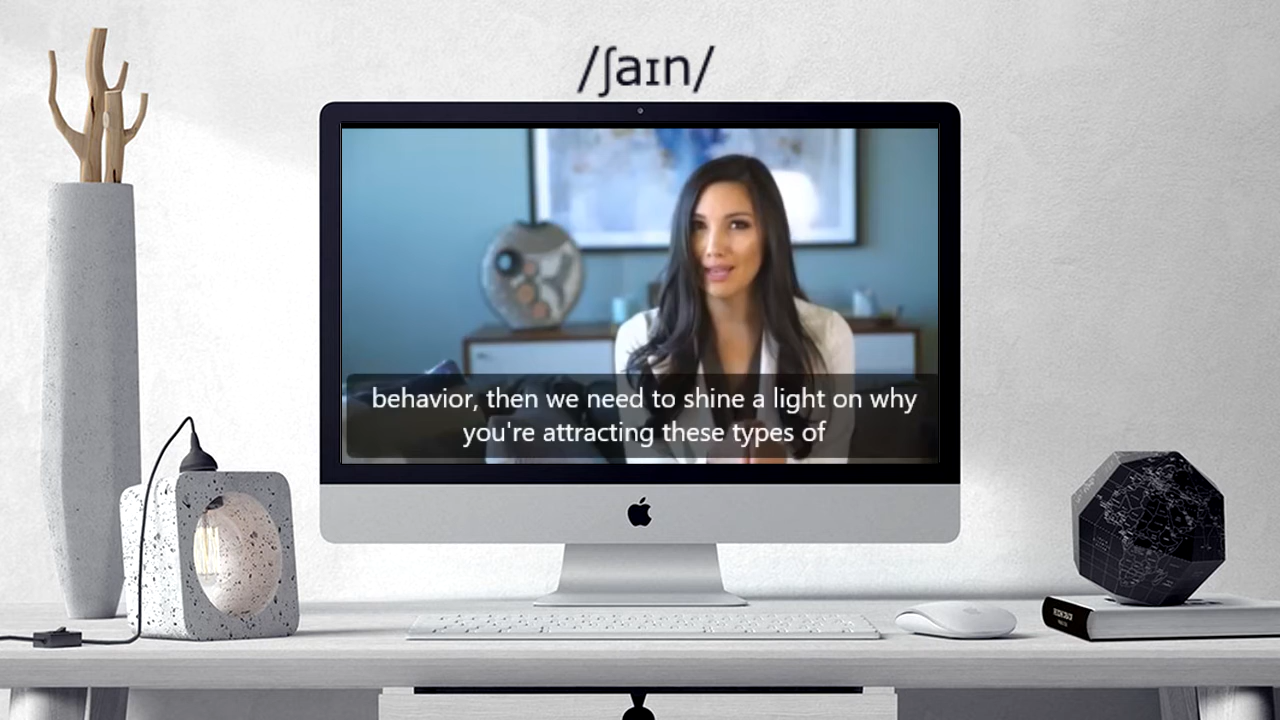 /ʃaɪn/
behavior, then we need to shine a light on why
you're attracting these types of